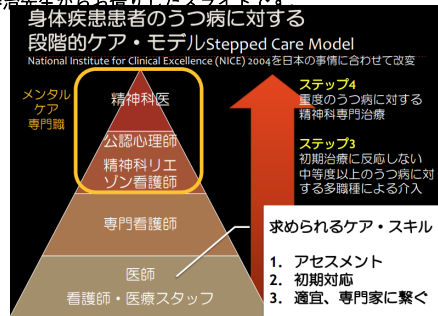 身体疾患患者のうつ病に対する
段階的ケア・モデルStepped Care Model
National Institute for Clinical Excellence (NICE) 2004を日本の事情に合わせて改変
メンタル
ケア
専門職
精神科医
公認心理師
精神科リエ
ゾン看護師
専門看護師
医師
看護師・医療スタッフ
ステップ4
重度のうつ病に対する
精神科専門治療
ステップ3
初期治療に反応しない
中等度以上のうつ病に対
する多職種による介入
求められるケア・スキル
1. アセスメント
2. 初期対応
3. 適宜、専門家に繋ぐ